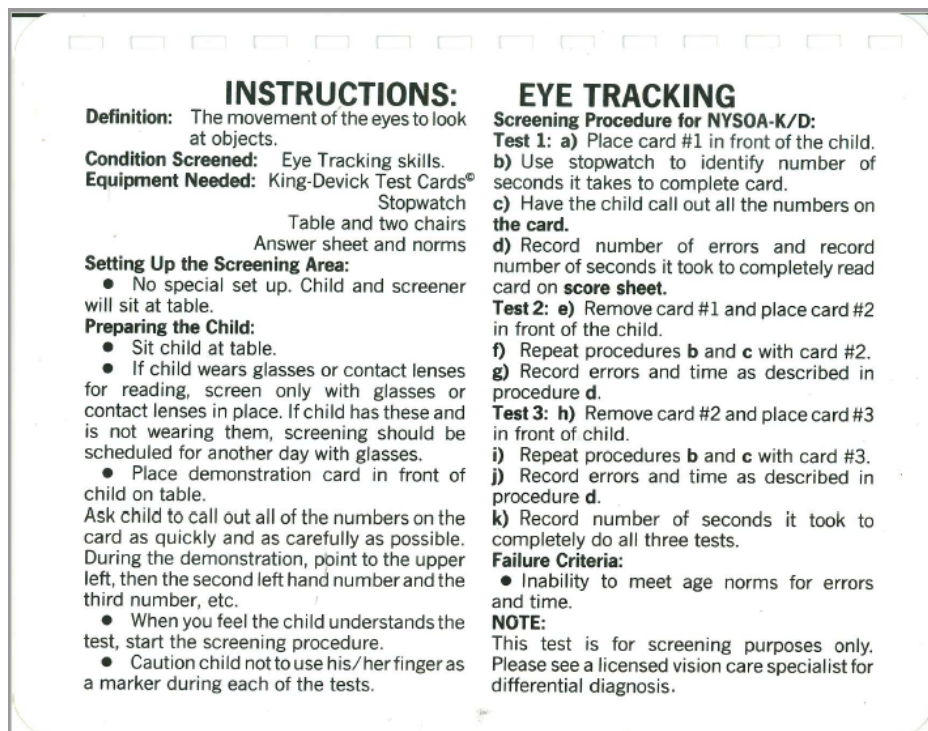 INSTRUCTIONS:
Definition: The movement of the eyes to look
at objects.
Condition Screened: Eye Tracking skills.
Equipment Needed: King-Devick Test Cards©
Stopwatch
Table and two chairs
Answer sheet and norms
Setting Up the Screening Area:
● No special set up. Child and screener
will sit at table.
Preparing the Child:
● Sit child at table.
● If child wears glasses or contact lenses
for reading, screen only with glasses or
contact lenses in place. If child has these and
is not wearing them, screening should be
scheduled for another day with glasses.
● Place demonstration card in front of
child on table.
Ask child to call out all of the numbers on the
card as quickly and as carefully as possible.
During the demonstration, point to the upper
left, then the second left hand number and the
third number, etc.
● When you feel the child understands the
test, start the screening procedure.
● Caution child not to use his/her finger as
a marker during each of the tests.
EYE TRACKING
Screening Procedure for NYSOA-K/D:
Test 1: a) Place card #1 in front of the child.
b) Use stopwatch to identify number of
seconds it takes to complete card.
c) Have the child call out all the numbers on
the card.
d) Record number of errors and record
number of seconds it took to completely read
card on score sheet.
Test 2: e) Remove card #1 and place card #2
in front of the child.
f) Repeat procedures b and c with card #2.
g) Record errors and time as described in
procedure d.
Test 3: h) Remove card #2 and place card #3
in front of child.
i) Repeat procedures b and c with card #3.
j) Record errors and time as described in
procedure d.
k) Record number of seconds it took to
completely do all three tests.
Failure Criteria:
● Inability to meet age norms for errors
and time.
NOTE:
This test is for screening purposes only.
Please see a licensed vision care specialist for
differential diagnosis.